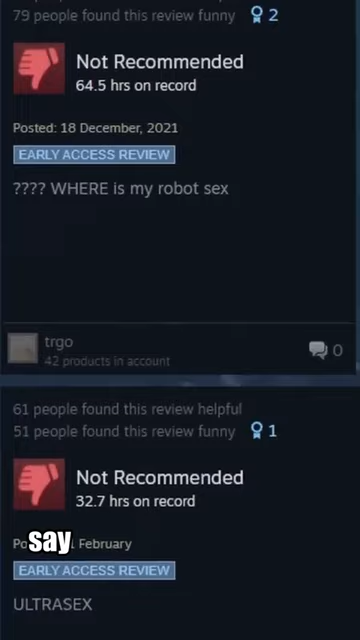 79 people found this review funny 2
Not Recommended
64.5 hrs on record
Posted: 18 December, 2021
EARLY ACCESS REVIEW
???? WHERE is my robot sex
trgo
42 products in account
0
61 people found this review helpful
51 people found this review funny 1
Not Recommended
32.7 hrs on record
say
February
EARLY ACCESS REVIEW
ULTRASEX